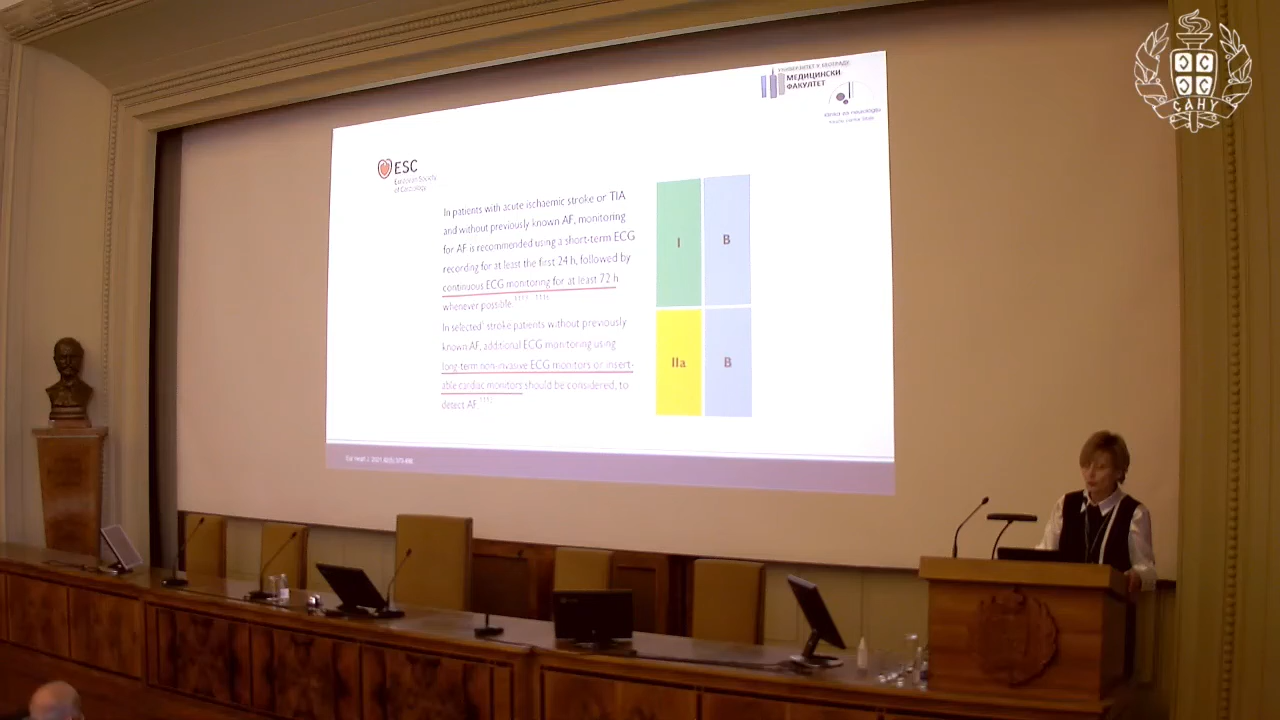 УНИВЕРЗИТЕТ У БЕОГРАДУ
МЕДИЦИНСКИ
ФАКУЛТЕТ
ESC
European Society
of Cardiology
In patients with acute ischaemic stroke or TIA
and without previously known AF, monitoring
for AF is recommended using a short-term ECG
recording for at least the first 24 h, followed by
continuous ECG monitoring for at least 72 h
whenever possible.
I
B
In selected stroke patients without previously
known AF, additional ECG monitoring using
long-term non-invasive ECG monitors or insert-
able cardiac monitors should be considered, to
detect AF.
IIa
B
САНУ